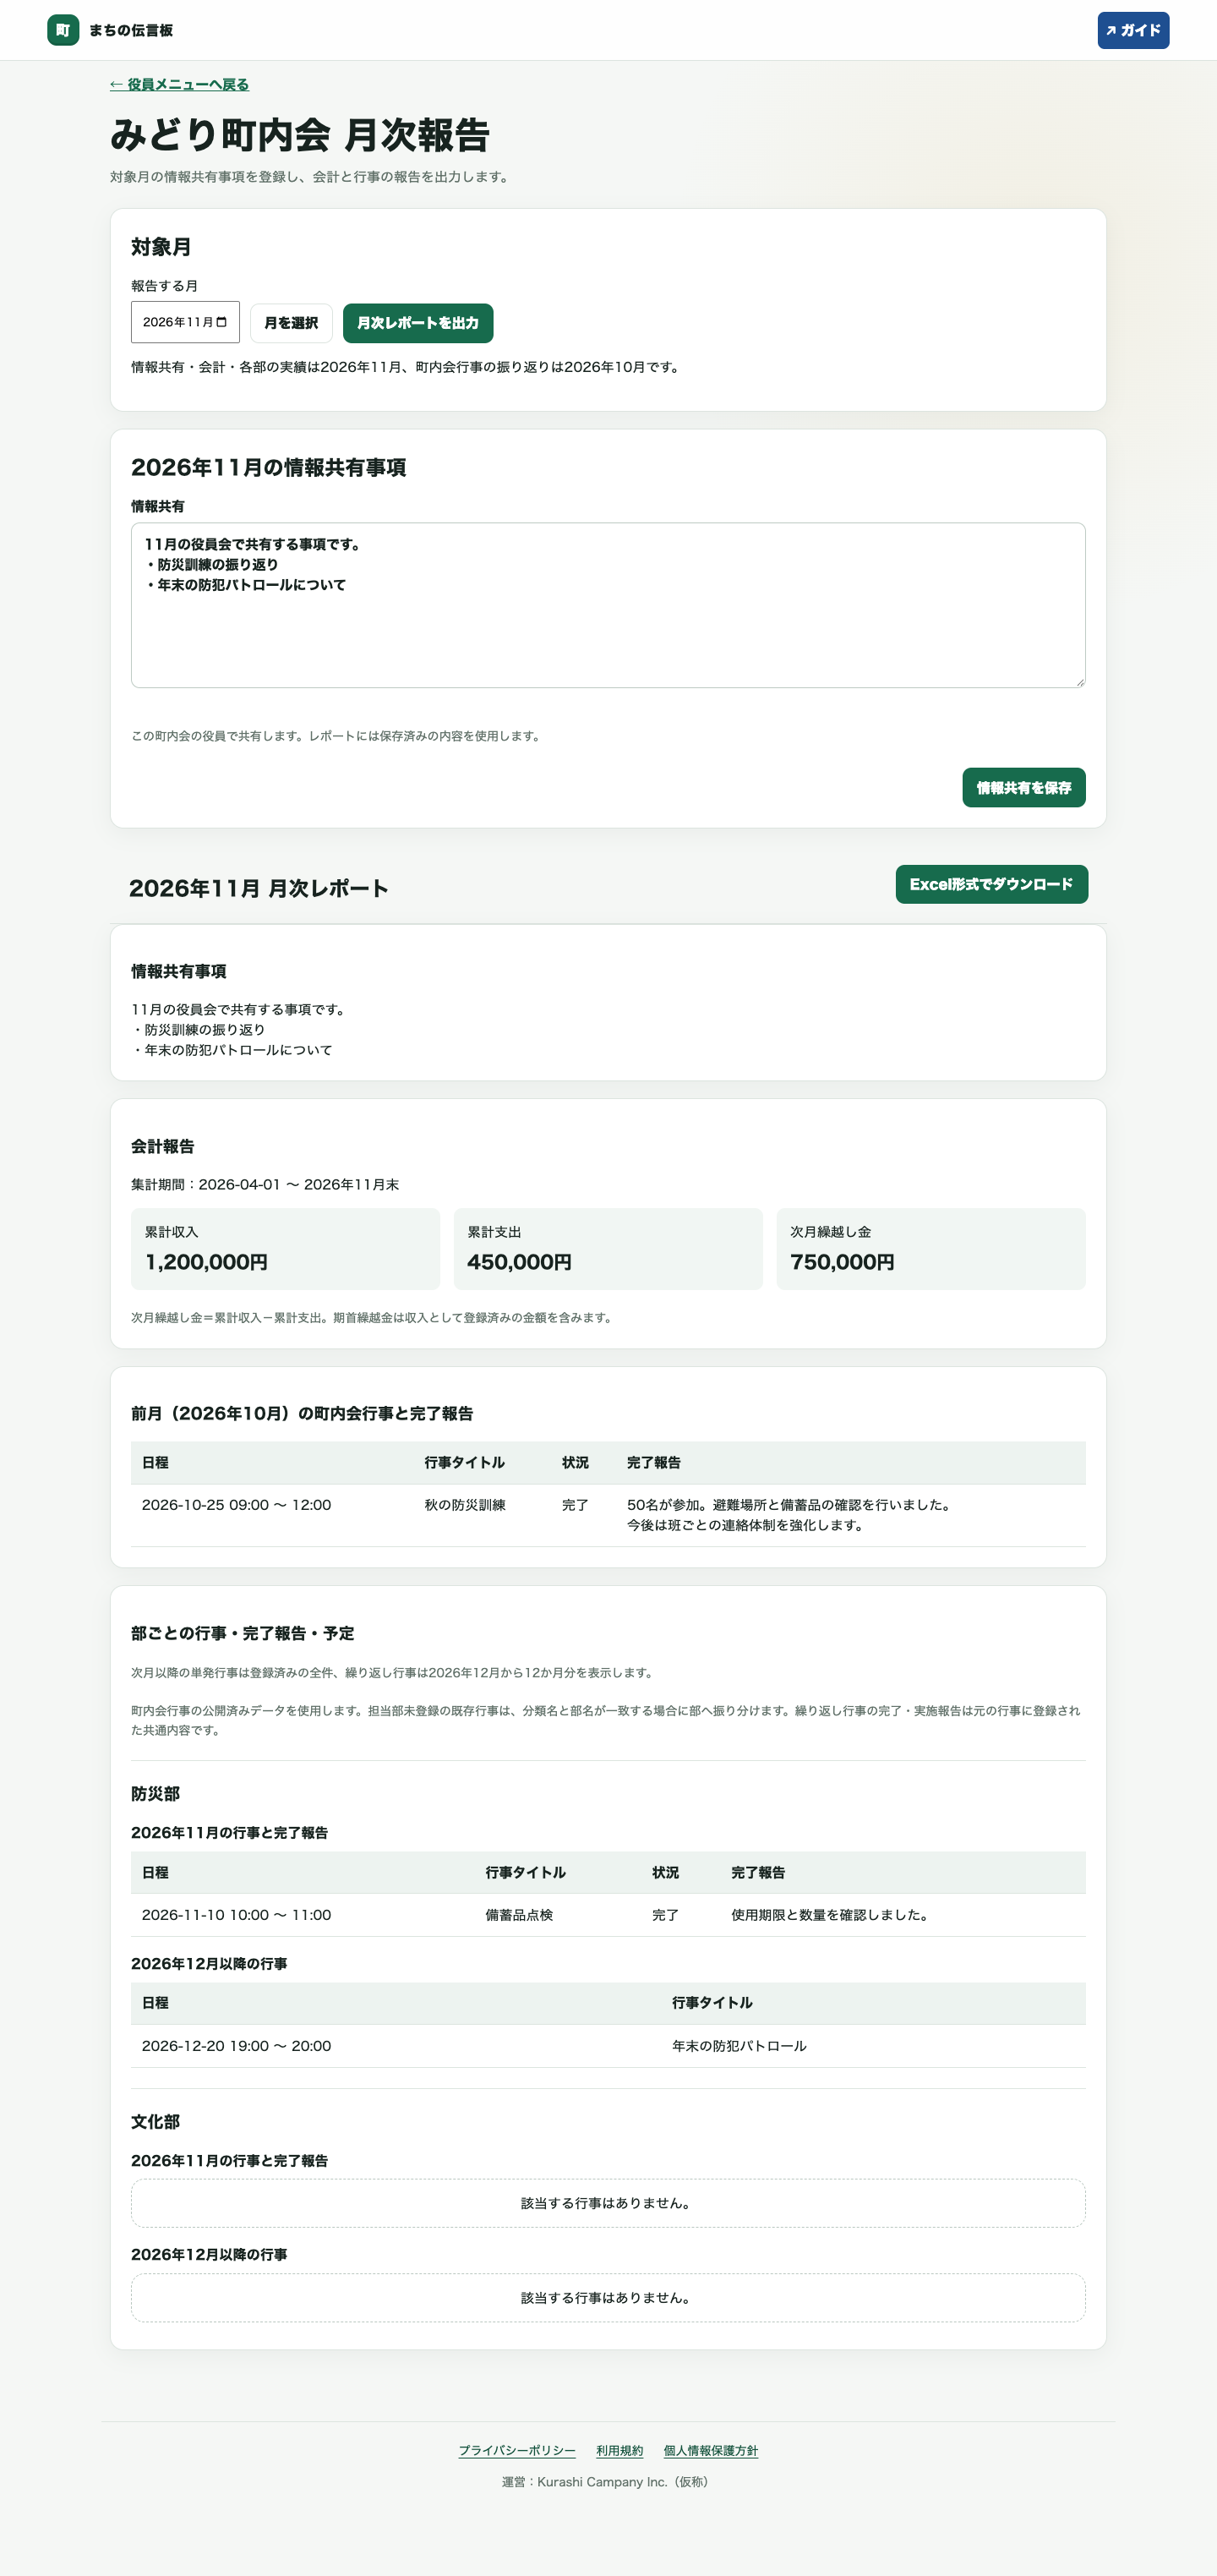 町 まちの伝言板
↗ ガイド
← 役員メニューへ戻る
みどり町内会 月次報告
対象月の情報共有事項を登録し、会計と行事の報告を出力します。
対象月
報告する月
2026年11月 月を選択 月次レポートを出力
情報共有・会計・各部の実績は2026年11月、町内会行事の振り返りは2026年10月です。
2026年11月の情報共有事項
情報共有
11月の役員会で共有する事項です。
・防災訓練の振り返り
・年末の防犯パトロールについて
この町内会の役員で共有します。レポートには保存済みの内容を使用します。
情報共有を保存
2026年11月 月次レポート
Excel形式でダウンロード
情報共有事項
11月の役員会で共有する事項です。
・防災訓練の振り返り
・年末の防犯パトロールについて
会計報告
集計期間：2026-04-01 〜 2026年11月末
累計収入 累計支出 次月繰越し金
1,200,000円 450,000円 750,000円
次月繰越し金＝累計収入−累計支出。期首繰越金は収入として登録済みの金額を含みます。
前月（2026年10月）の町内会行事と完了報告
日程 行事タイトル 状況 完了報告
2026-10-25 09:00 〜 12:00 秋の防災訓練 完了 50名が参加。避難場所と備蓄品の確認を行いました。
今後は班ごとの連絡体制を強化します。
部ごとの行事・完了報告・予定
次月以降の単発行事は登録済みの全件、繰り返し行事は2026年12月から12か月分を表示します。
町内会行事の公開済みデータを使用します。担当部未登録の既存行事は、分類名と部名が一致する場合に部へ振り分けます。繰り返し行事の完了・実施報告は元の行事に登録され
た共通内容です。
防災部
2026年11月の行事と完了報告
日程 行事タイトル 状況 完了報告
2026-11-10 10:00 〜 11:00 備蓄品点検 完了 使用期限と数量を確認しました。
2026年12月以降の行事
日程 行事タイトル
2026-12-20 19:00 〜 20:00 年末の防犯パトロール
文化部
2026年11月の行事と完了報告
該当する行事はありません。
2026年12月以降の行事
該当する行事はありません。
プライバシーポリシー 利用規約 個人情報保護方針
運営：Kurashi Campany Inc.（仮称）